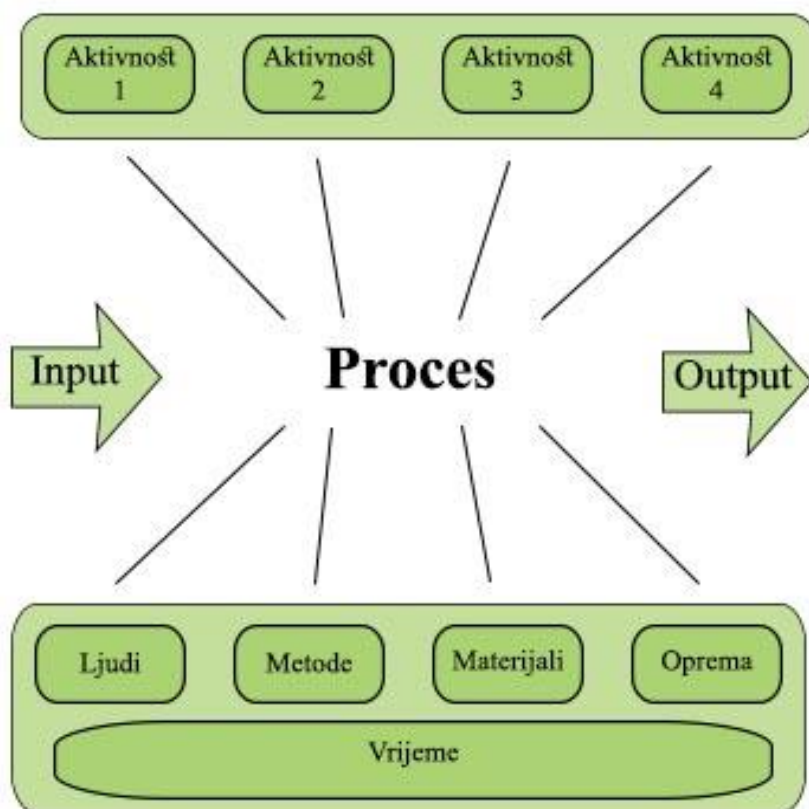 Aktivnost
1
Aktivnost
2
Aktivnost
3
Aktivnost
4
Input
Proces
Output
Ljudi
Metode
Materijali
Oprema
Vrijeme